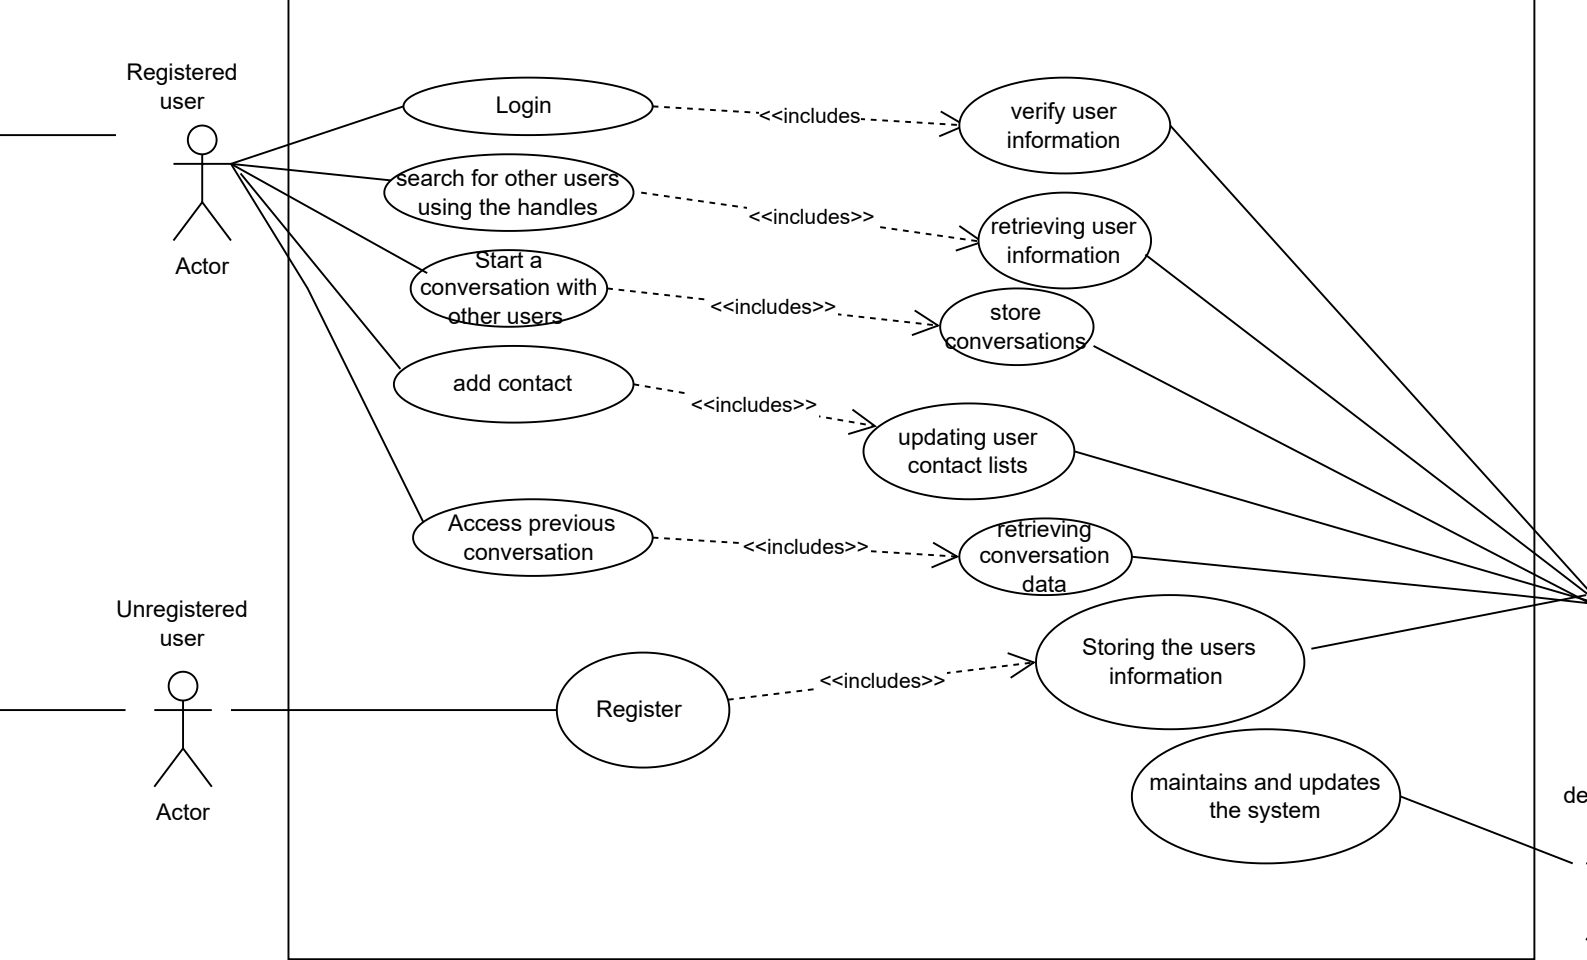 Registered
user
Actor
Login
<<includes
verify user
information
search for other users
using the handles
<<includes>>
retrieving user
information
Start a
conversation with
other users
<<includes>>
store
conversations
add contact
<<includes>>
updating user
contact lists
Access previous
conversation
<<includes>>
retrieving
conversation
data
Unregistered
user
Actor
Register
<<includes>>
Storing the users
information
maintains and updates
the system
de